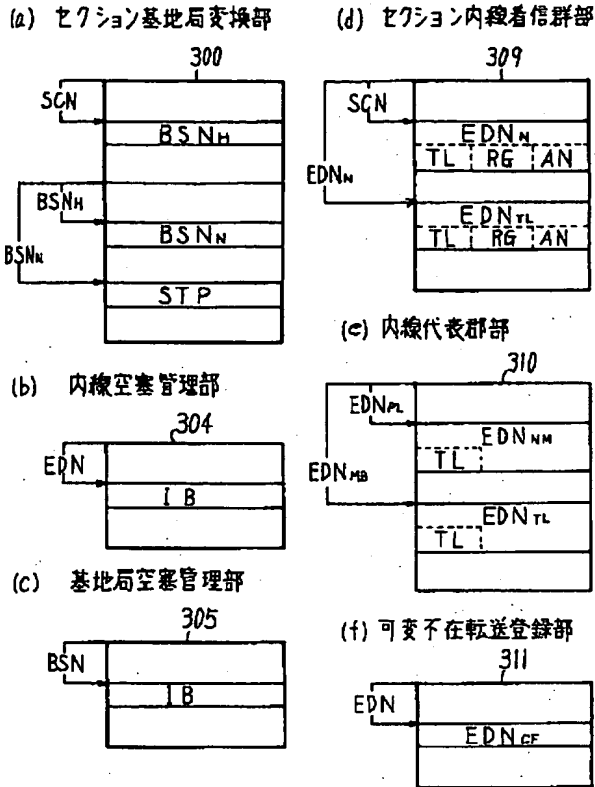 (a) セクション基地局変換部
300
SCN
BSNH
BSNH
BSNN
BSNN
STP
(b) 内線空塞管理部
304
EDN
IB
(c) 基地局空塞管理部
305
BSN
IB
(d) セクション内線着信群部
309
SCN
EDNN
TL RG AN
EDNN
EDNTL
TL RG AN
(e) 内線代表群部
310
EDNPL
EDNNM
TL
EDNMB
EDNTL
TL
(f) 可変不在転送登録部
311
EDN
EDNCF